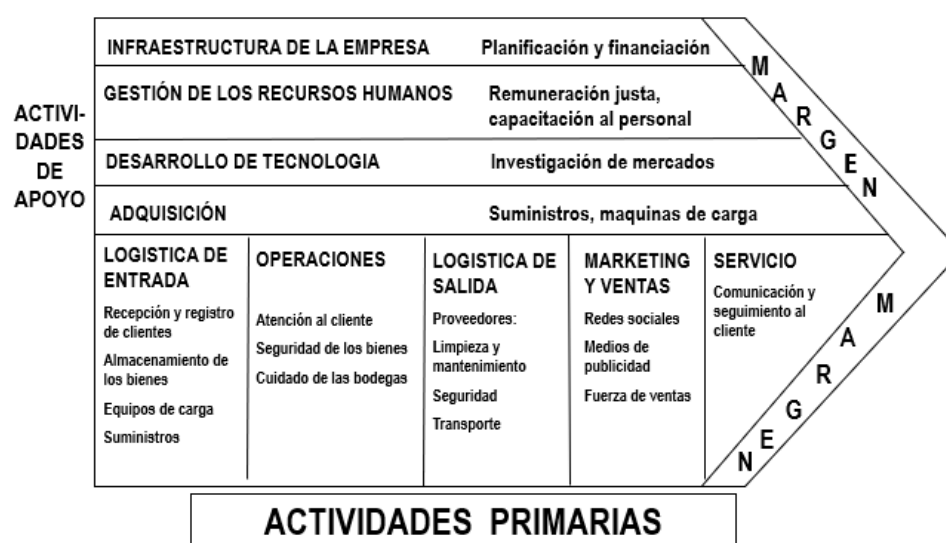 INFRAESTRUCTURA DE LA EMPRESA Planificación y financiación
GESTIÓN DE LOS RECURSOS HUMANOS Remuneración justa,
capacitación al personal
DESARROLLO DE TECNOLOGIA Investigación de mercados
ADQUISICIÓN Suministros, maquinas de carga
ACTIVI-
DADES
DE
APOYO
MARGEN
LOGISTICA DE
ENTRADA
Recepción y registro
de clientes
Almacenamiento de
los bienes
Equipos de carga
Suministros
OPERACIONES
Atención al cliente
Seguridad de los bienes
Cuidado de las bodegas
LOGISTICA DE
SALIDA
Proveedores:
Limpieza y
mantenimiento
Seguridad
Transporte
MARKETING
Y VENTAS
Redes sociales
Medios de
publicidad
Fuerza de ventas
SERVICIO
Comunicación y
seguimiento al
cliente
MARGEN
ACTIVIDADES PRIMARIAS